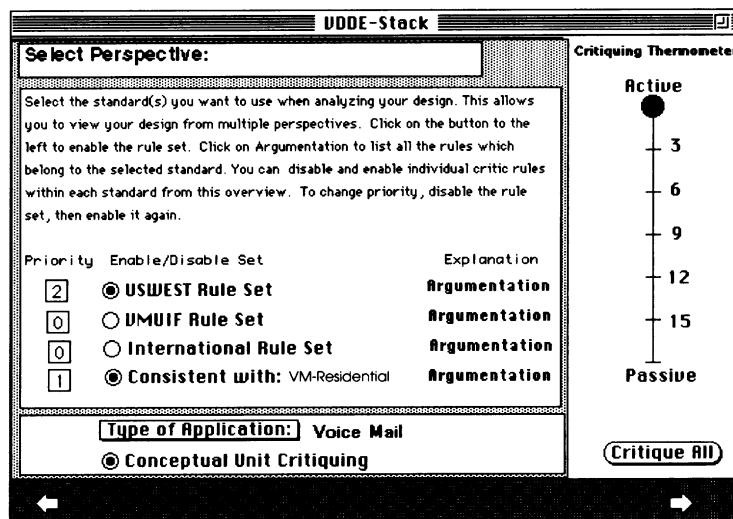 VDDE-Stack
Select Perspective:
Select the standard(s) you want to use when analyzing your design. This allows
you to view your design from multiple perspectives. Click on the button to the
left to enable the rule set. Click on Argumentation to list all the rules which
belong to the selected standard. You can disable and enable individual critic rules
within each standard from this overview. To change priority, disable the rule
set, then enable it again.
Priority Enable/Disable Set Explanation
2 USWEST Rule Set Argumentation
0 VMUIF Rule Set Argumentation
0 International Rule Set Argumentation
1 Consistent with: VM-Residential Argumentation
Type of Application: Voice Mail
Conceptual Unit Critiquing
Critiquing Thermometer
Active
3
6
9
12
15
Passive
Critique All